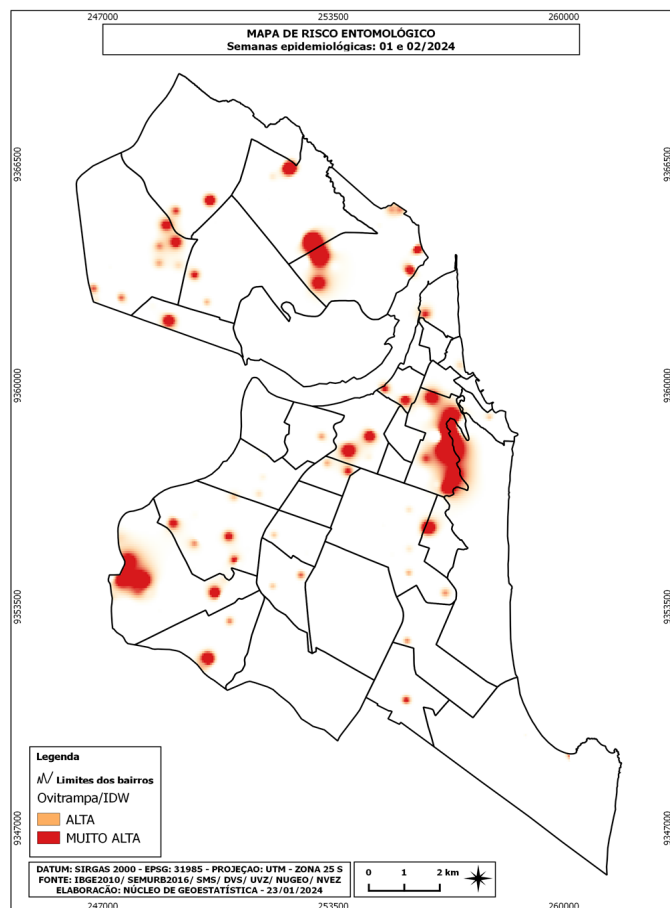 247000 253500 260000
MAPA DE RISCO ENTOMOLÓGICO
Semanas epidemiológicas: 01 e 02/2024
9366500 9366500
9360000 9360000
9353500 9353500
9347000 9347000
Legenda
Limites dos bairros
Ovitrampa/IDW
ALTA
MUITO ALTA
DATUM: SIRGAS 2000 - EPSG: 31985 - PROJEÇAO: UTM - ZONA 25 S
FONTE: IBGE2010/ SEMURB2016/ SMS/ DVS/ UVZ/ NUGEO/ NVEZ
ELABORACÃO: NÚCLEO DE GEOESTATÍSTICA - 23/01/2024
0 1 2 km
247000 253500 260000